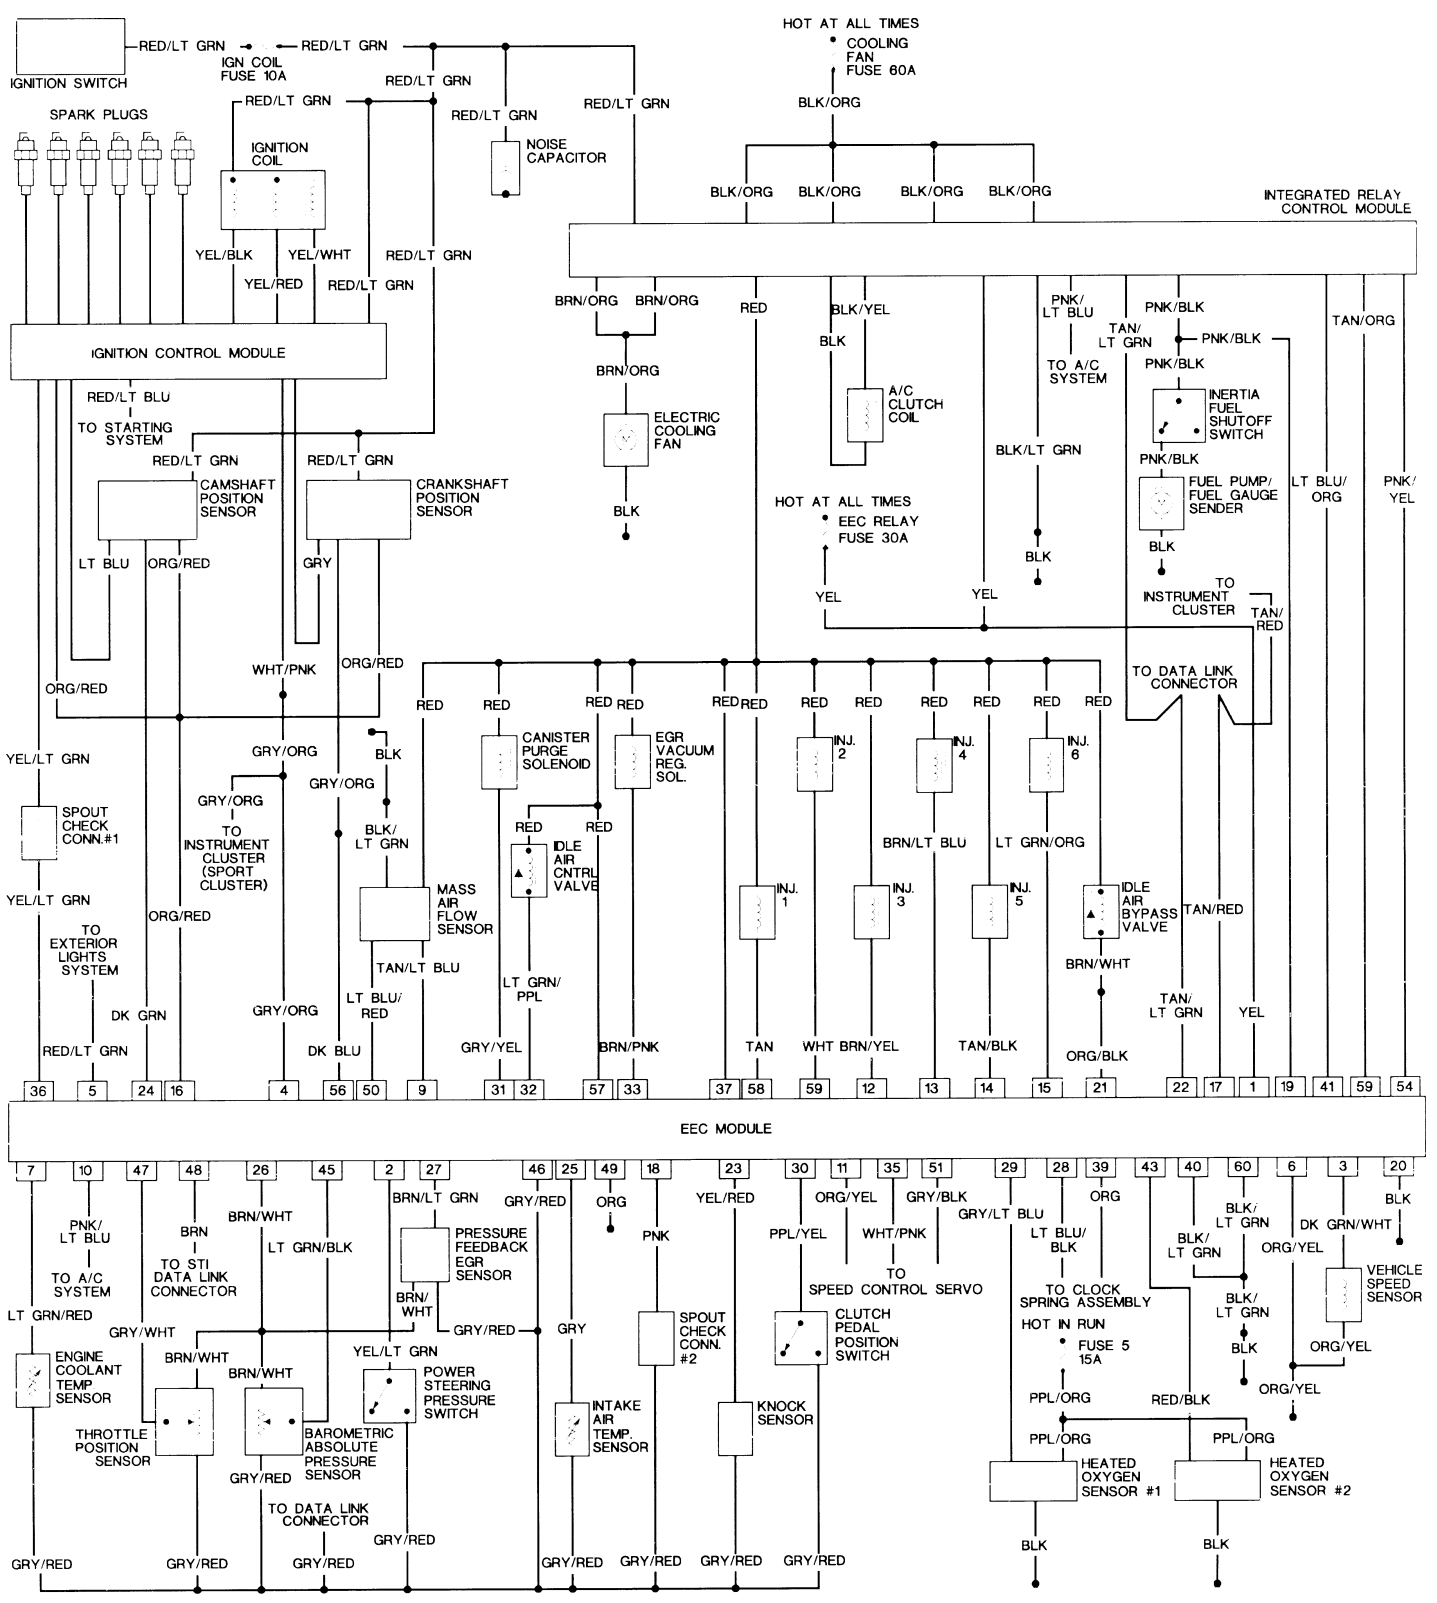 HOT AT ALL TIMES
COOLING
FAN
FUSE 60A
RED/LT GRN
RED/LT GRN
IGN COIL
FUSE 10A
IGNITION SWITCH
RED/LT GRN
RED/LT GRN
RED/LT GRN
RED/LT GRN
BLK/ORG
SPARK PLUGS
IGNITION
COIL
NOISE
CAPACITOR
BLK/ORG
BLK/ORG
BLK/ORG
BLK/ORG
INTEGRATED RELAY
CONTROL MODULE
YEL/BLK
YEL/WHT
RED/LT GRN
YEL/RED
RED/LT GRN
BRN/ORG
BRN/ORG
RED
BLK/YEL
BLK
PNK/
LT BLU
TAN/
LT GRN
PNK/BLK
TAN/ORG
PNK/BLK
PNK/BLK
TO A/C
SYSTEM
IGNITION CONTROL MODULE
BRN/ORG
RED/LT BLU
TO STARTING
SYSTEM
ELECTRIC
COOLING
FAN
A/C
CLUTCH
COIL
INERTIA
FUEL
SHUTOFF
SWITCH
RED/LT GRN
RED/LT GRN
BLK/LT GRN
PNK/BLK
CAMSHAFT
POSITION
SENSOR
CRANKSHAFT
POSITION
SENSOR
BLK
HOT AT ALL TIMES
EEC RELAY
FUSE 30A
FUEL PUMP/
FUEL GAUGE
SENDER
LT BLU/
ORG
PNK/
YEL
LT BLU
ORG/RED
GRY
BLK
BLK
TO
INSTRUMENT
CLUSTER
TAN/
RED
YEL
YEL
WHT/PNK
ORG/RED
ORG/RED
TO DATA LINK
CONNECTOR
RED
RED
RED
RED
RED
RED
RED
RED
RED
RED
RED
RED
YEL/LT GRN
GRY/ORG
GRY/ORG
GRY/ORG
BLK
CANISTER
PURGE
SOLENOID
EGR
VACUUM
REG.
SOL.
INJ.
2
INJ.
4
INJ.
6
SPOUT
CHECK
CONN.#1
TO
INSTRUMENT
CLUSTER
(SPORT
CLUSTER)
BLK/
LT GRN
RED
RED
IDLE
AIR
CNTRL
VALVE
BRN/LT BLU
LT GRN/ORG
YEL/LT GRN
ORG/RED
MASS
AIR
FLOW
SENSOR
INJ.
1
INJ.
3
INJ.
5
IDLE
AIR
BYPASS
VALVE
TAN/RED
TO
EXTERIOR
LIGHTS
SYSTEM
TAN/LT BLU
LT BLU/
RED
LT GRN/
PPL
BRN/WHT
DK GRN
GRY/ORG
TAN/
LT GRN
YEL
RED/LT GRN
DK BLU
GRY/YEL
BRN/PNK
TAN
WHT
BRN/YEL
TAN/BLK
ORG/BLK
36
5
24
16
4
56
50
9
31
32
57
33
37
58
59
12
13
14
15
21
22
17
1
19
41
59
54
EEC MODULE
7
10
47
48
26
45
2
27
46
25
49
18
23
30
11
35
51
29
28
39
43
40
60
6
3
20
BRN/LT GRN
GRY/RED
ORG
YEL/RED
ORG/YEL
GRY/BLK
ORG
BLK
PNK/
LT BLU
BRN
BRN/WHT
LT GRN/BLK
PNK
PPL/YEL
WHT/PNK
GRY/LT BLU
LT BLU/
BLK
BLK/
LT GRN
BLK/
LT GRN
ORG/YEL
DK GRN/WHT
TO A/C
SYSTEM
TO STI
DATA LINK
CONNECTOR
PRESSURE
FEEDBACK
EGR
SENSOR
TO
SPEED CONTROL SERVO
TO CLOCK
SPRING ASSEMBLY
VEHICLE
SPEED
SENSOR
LT GRN/RED
GRY/WHT
BRN/
WHT
GRY/RED
GRY
SPOUT
CHECK
CONN.
#2
CLUTCH
PEDAL
POSITION
SWITCH
HOT IN RUN
FUSE 5
15A
BLK/
LT GRN
BLK
ORG/YEL
ENGINE
COOLANT
TEMP
SENSOR
BRN/WHT
BRN/WHT
YEL/LT GRN
POWER
STEERING
PRESSURE
SWITCH
PPL/ORG
RED/BLK
ORG/YEL
THROTTLE
POSITION
SENSOR
BAROMETRIC
ABSOLUTE
PRESSURE
SENSOR
INTAKE
AIR
TEMP.
SENSOR
KNOCK
SENSOR
PPL/ORG
PPL/ORG
HEATED
OXYGEN
SENSOR #1
HEATED
OXYGEN
SENSOR #2
GRY/RED
TO DATA LINK
CONNECTOR
GRY/RED
BLK
BLK
GRY/RED
GRY/RED
GRY/RED
GRY/RED
GRY/RED
GRY/RED
GRY/RED